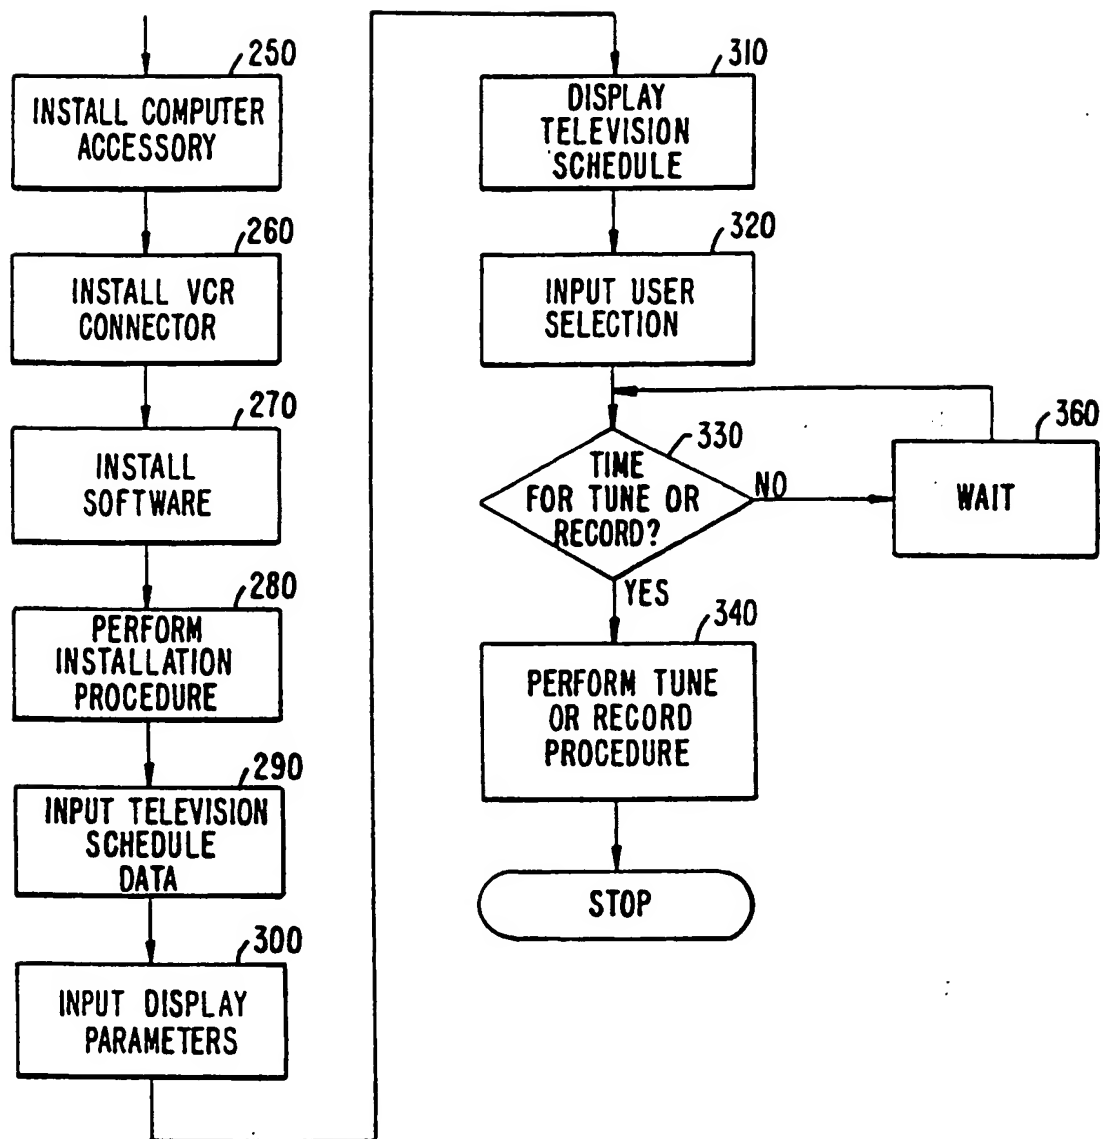 250
INSTALL COMPUTER
ACCESSORY
260
INSTALL VCR
CONNECTOR
270
INSTALL
SOFTWARE
280
PERFORM
INSTALLATION
PROCEDURE
290
INPUT TELEVISION
SCHEDULE
DATA
300
INPUT DISPLAY
PARAMETERS
310
DISPLAY
TELEVISION
SCHEDULE
320
INPUT USER
SELECTION
330
TIME
FOR TUNE OR
RECORD?
NO
360
WAIT
YES
340
PERFORM TUNE
OR RECORD
PROCEDURE
STOP